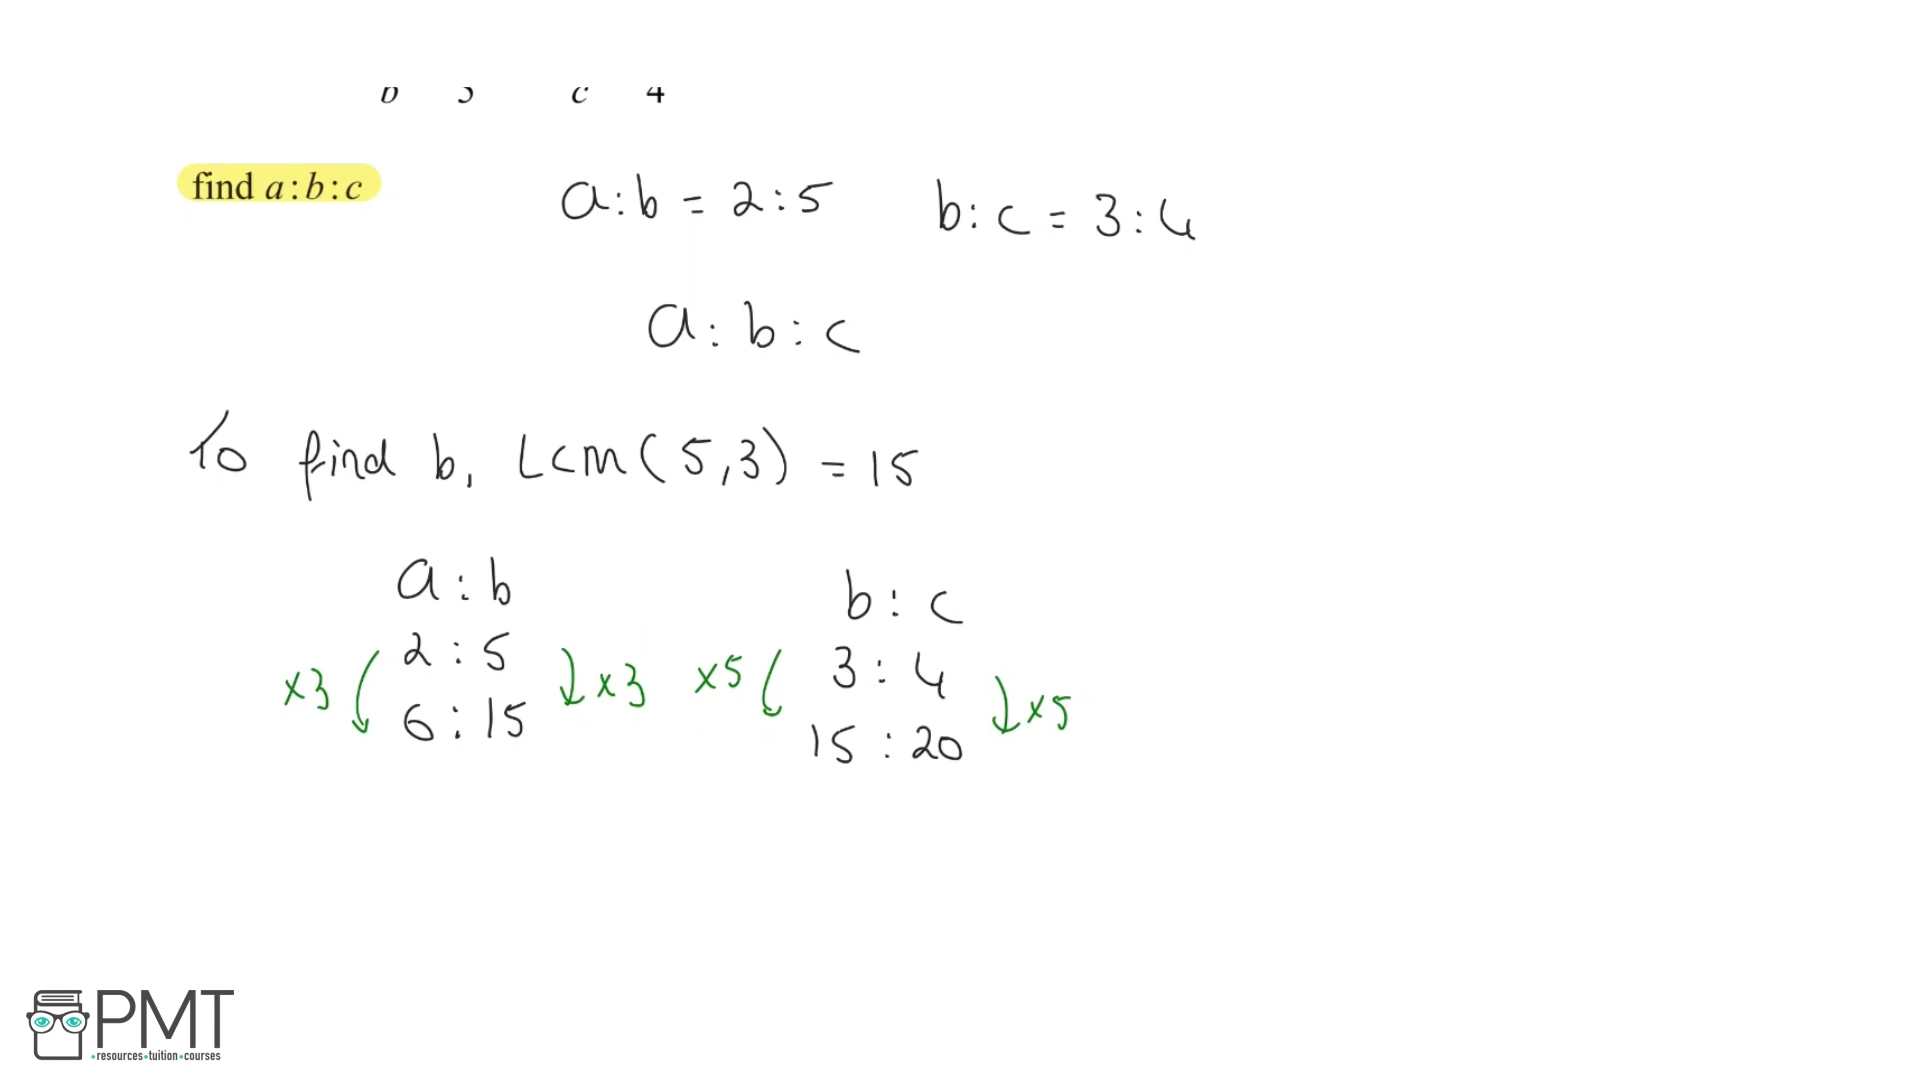 b c 4
find a : b : c
a : b = 2 : 5 b : c = 3 : 4
a : b : c
To find b, LCM(5,3) = 15
a : b b : c
×3 2 : 5 ×3 ×5 3 : 4 ×5
6 : 15 15 : 20
PMT
•resources•tuition•courses